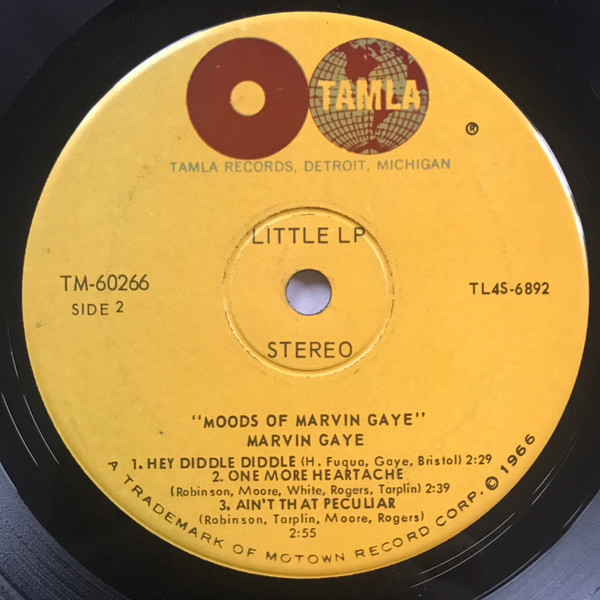 TAMLA
®
TAMLA RECORDS, DETROIT, MICHIGAN
LITTLE LP
TM-60266
SIDE 2
TL4S-6892
STEREO
"MOODS OF MARVIN GAYE"
MARVIN GAYE
1. HEY DIDDLE DIDDLE (H. Fuqua, Gaye, Bristol) 2:29
2. ONE MORE HEARTACHE
(Robinson, Moore, White, Rogers, Tarplin) 2:39
3. AIN'T THAT PECULIAR
(Robinson, Tarplin, Moore, Rogers)
2:55
A TRADEMARK OF MOTOWN RECORD CORP. © 1966